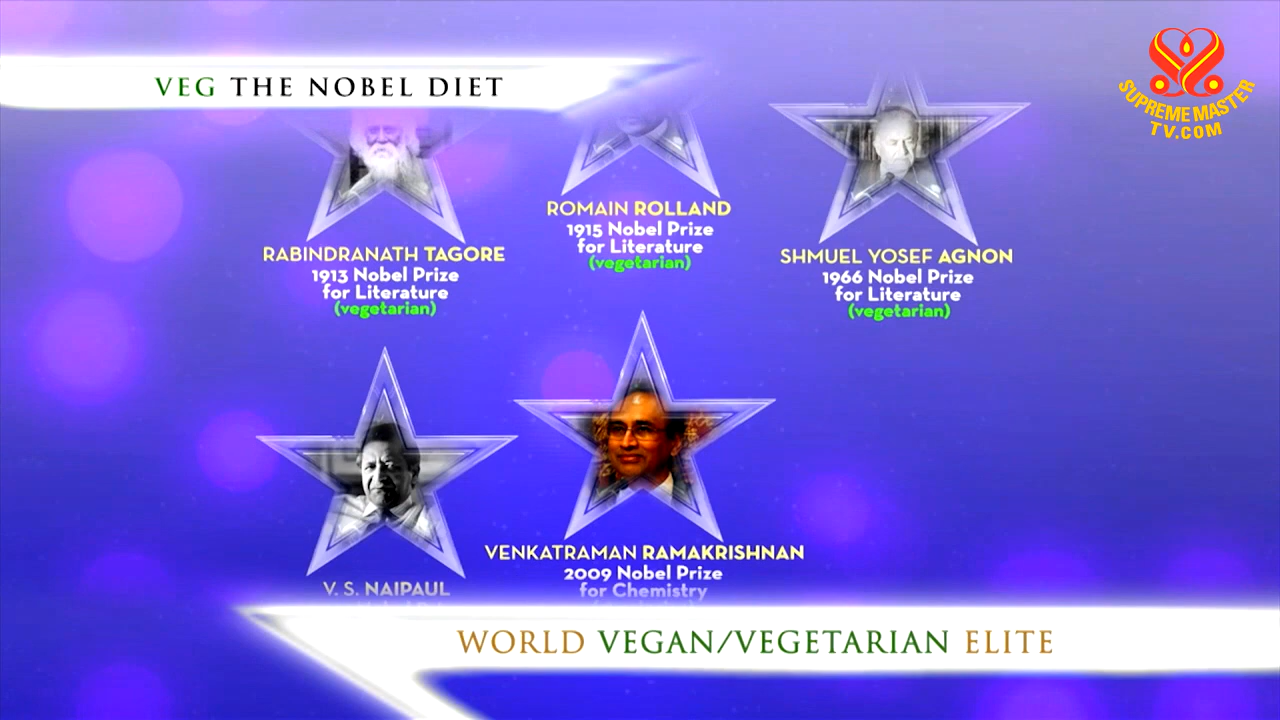 VEG THE NOBEL DIET
SUPREME MASTER
TV.COM
ROMAIN ROLLAND
1915 Nobel Prize
for Literature
(vegetarian)
RABINDRANATH TAGORE
1913 Nobel Prize
for Literature
(vegetarian)
SHMUEL YOSEF AGNON
1966 Nobel Prize
for Literature
(vegetarian)
V. S. NAIPAUL
VENKATRAMAN RAMAKRISHNAN
2009 Nobel Prize
for Chemistry
WORLD VEGAN/VEGETARIAN ELITE